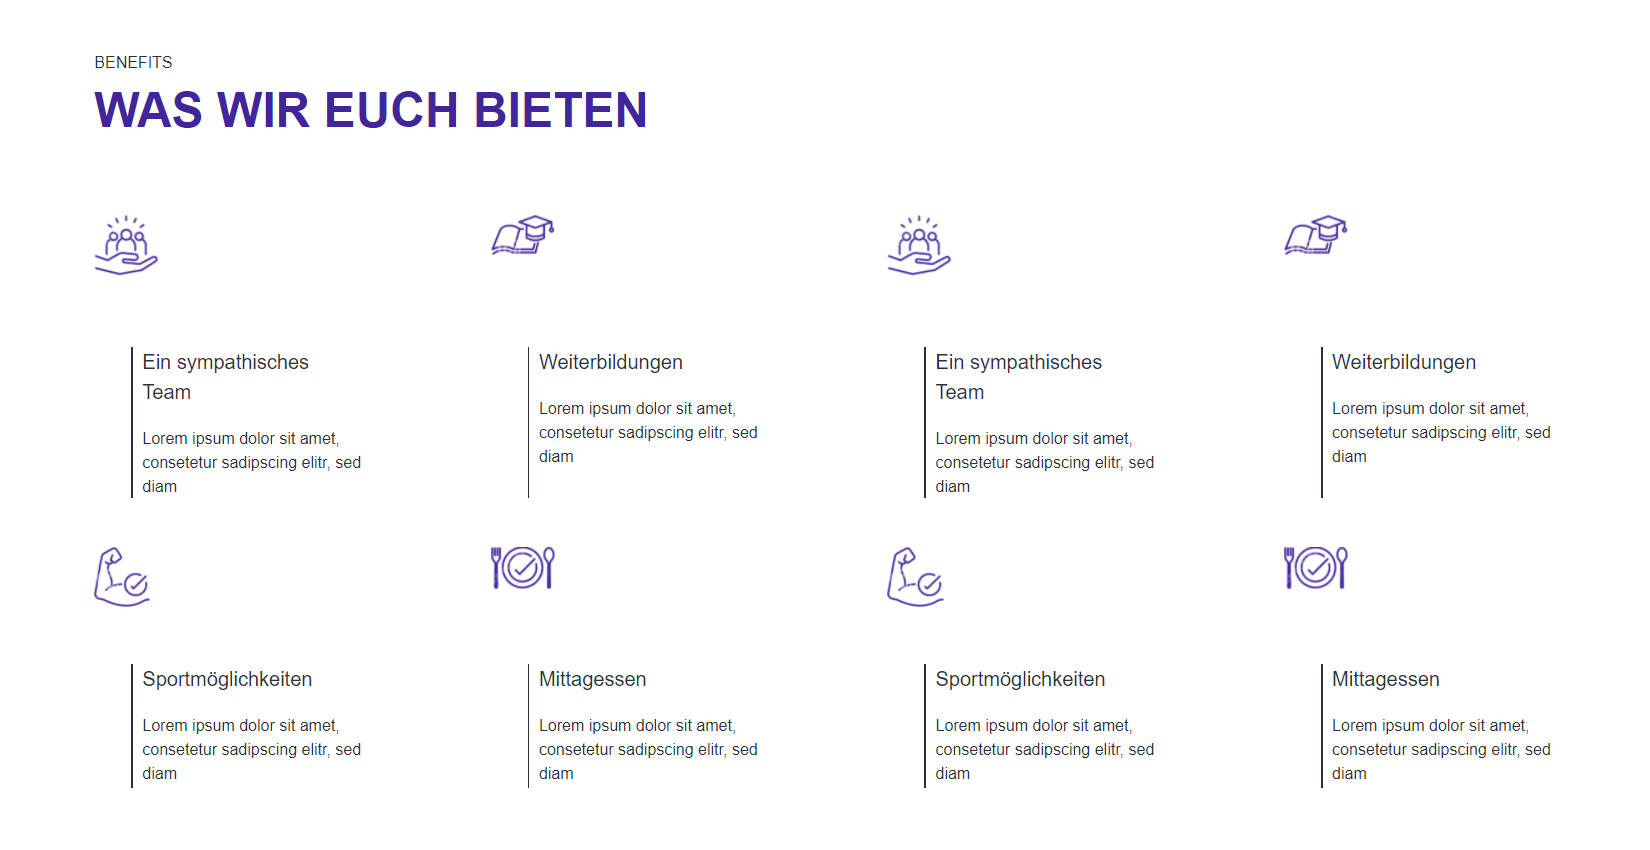 BENEFITS
WAS WIR EUCH BIETEN
Ein sympathisches
Team
Lorem ipsum dolor sit amet,
consetetur sadipscing elitr, sed
diam
Weiterbildungen
Lorem ipsum dolor sit amet,
consetetur sadipscing elitr, sed
diam
Ein sympathisches
Team
Lorem ipsum dolor sit amet,
consetetur sadipscing elitr, sed
diam
Weiterbildungen
Lorem ipsum dolor sit amet,
consetetur sadipscing elitr, sed
diam
Sportmöglichkeiten
Lorem ipsum dolor sit amet,
consetetur sadipscing elitr, sed
diam
Mittagessen
Lorem ipsum dolor sit amet,
consetetur sadipscing elitr, sed
diam
Sportmöglichkeiten
Lorem ipsum dolor sit amet,
consetetur sadipscing elitr, sed
diam
Mittagessen
Lorem ipsum dolor sit amet,
consetetur sadipscing elitr, sed
diam